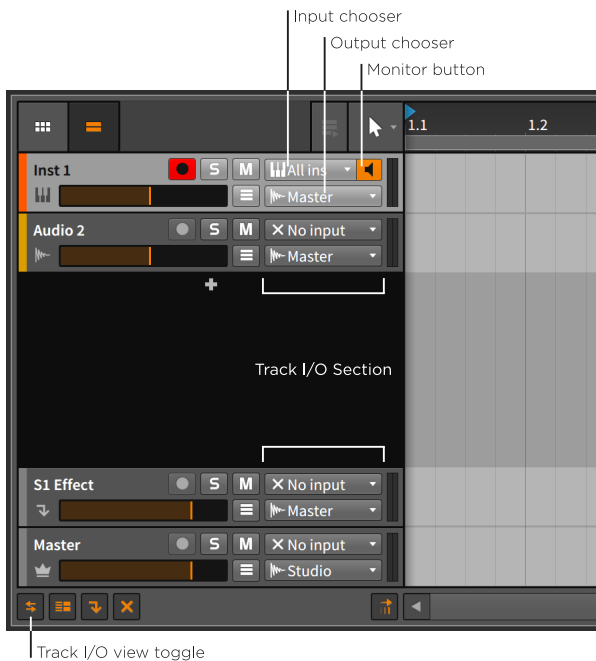 Input chooser
Output chooser
Monitor button
1.1 1.2
Inst 1 S M All ins
Master
Audio 2 S M No input
Master
Track I/O Section
S1 Effect S M No input
Master
Master S M No input
Studio
Track I/O view toggle